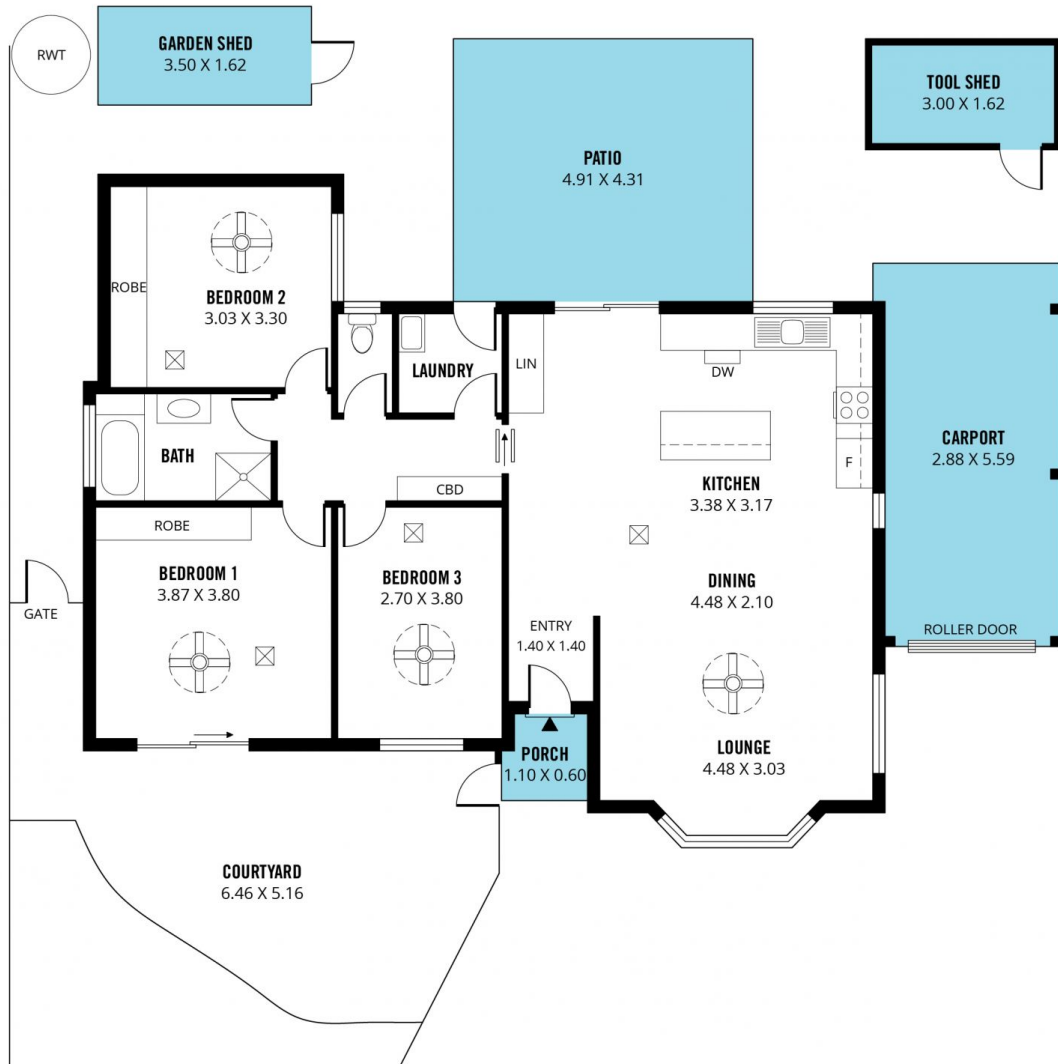 RWT
GARDEN SHED
3.50 X 1.62
TOOL SHED
3.00 X 1.62
PATIO
4.91 X 4.31
ROBE
BEDROOM 2
3.03 X 3.30
LAUNDRY
LIN
DW
BATH
CBD
KITCHEN
3.38 X 3.17
F
CARPORT
2.88 X 5.59
ROBE
BEDROOM 1
3.87 X 3.80
BEDROOM 3
2.70 X 3.80
DINING
4.48 X 2.10
GATE
ENTRY
1.40 X 1.40
ROLLER DOOR
PORCH
1.10 X 0.60
LOUNGE
4.48 X 3.03
COURTYARD
6.46 X 5.16